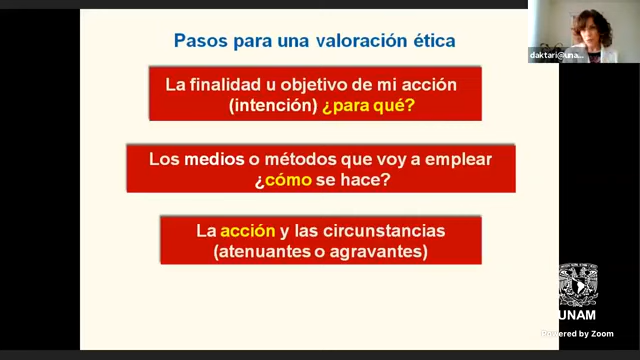 Pasos para una valoración ética
La finalidad u objetivo de mi acción
(intención) ¿para qué?
Los medios o métodos que voy a emplear
¿cómo se hace?
La acción y las circunstancias
(atenuantes o agravantes)
daktari@una...
UNAM
Powered by Zoom